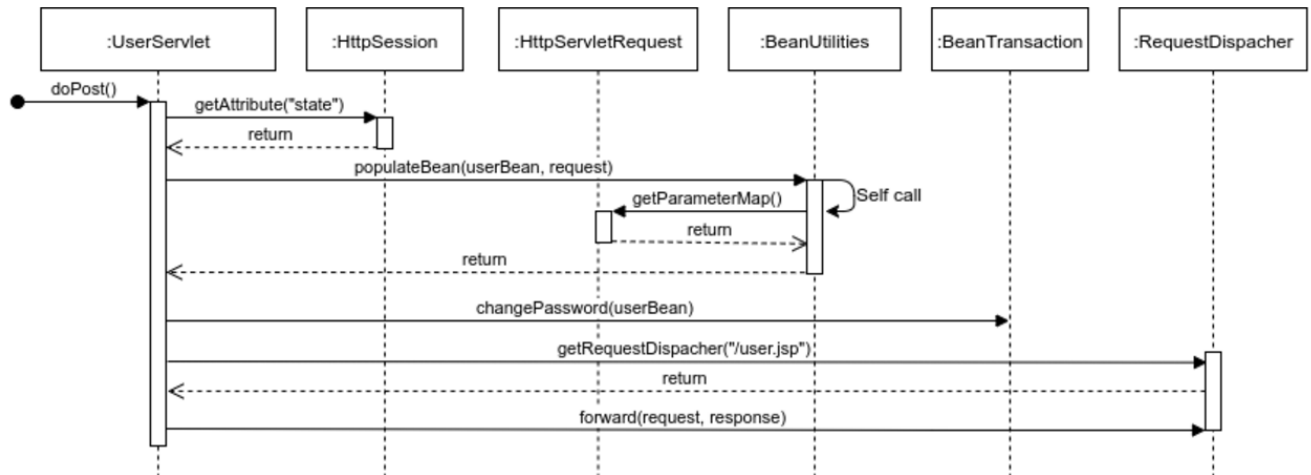 :UserServlet
:HttpSession
:HttpServletRequest
:BeanUtilities
:BeanTransaction
:RequestDispacher
doPost()
getAttribute("state")
return
populateBean(userBean, request)
Self call
getParameterMap()
return
return
changePassword(userBean)
getRequestDispacher("/user.jsp")
return
forward(request, response)